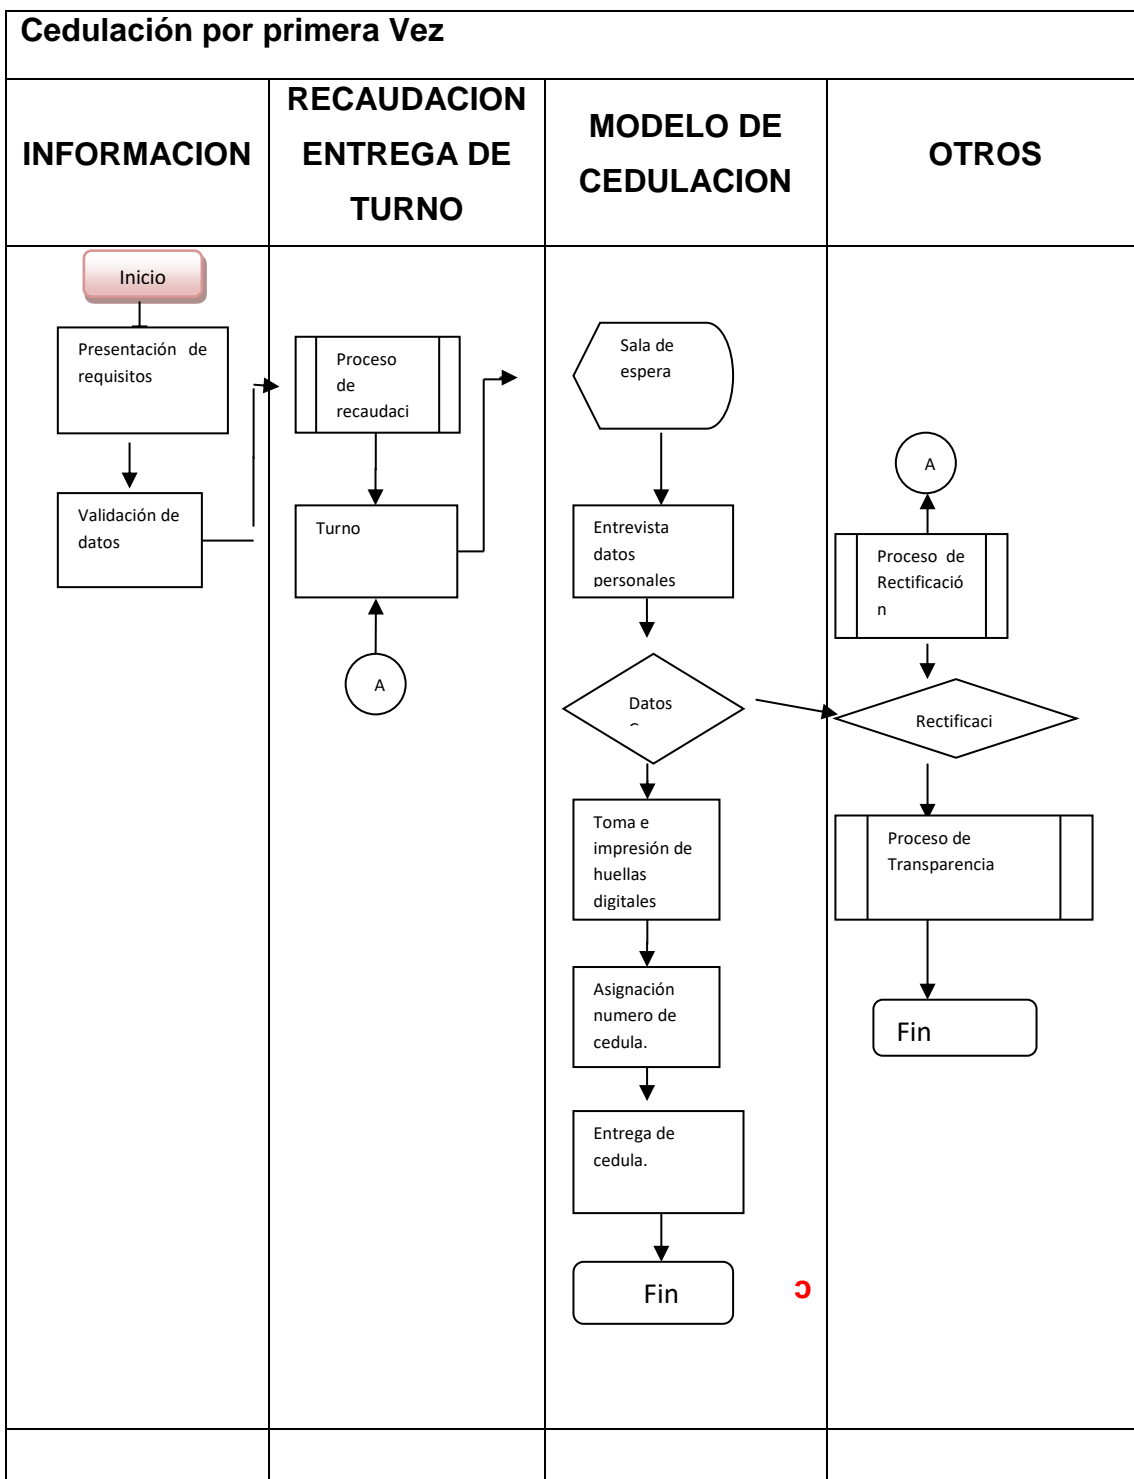 Cedulación por primera Vez
INFORMACION
RECAUDACION
ENTREGA DE
TURNO
MODELO DE
CEDULACION
OTROS
Inicio
Presentación de
requisitos
Validación de
datos
Proceso
de
recaudaci
Turno
A
Sala de
espera
Entrevista
datos
personales
Datos
Toma e
impresión de
huellas
digitales
Asignación
numero de
cedula.
Entrega de
cedula.
Fin
ɔ
A
Proceso de
Rectificació
n
Rectificaci
Proceso de
Transparencia
Fin